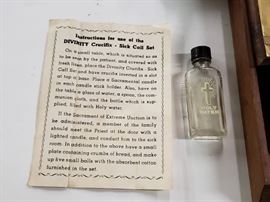 Instructions for use of the
DIVINITY Crucifix - Sick Call Set
On a small table, which is situated so as
to be seen by the patient, and covered with
fresh linen, place the Divinity Crucifix - Sick
Call Set and have crucifix inserted in a slot
at top or base. Place a Sacramental candle
in each candle stick holder. Also, have on
the table a glass of water, a spoon, the com-
munion cloth, and the bottle which is sup-
plied, filled with Holy water.
If the Sacrament of Extreme Unction is to
be administered, a member of the family
should meet the Priest at the door with a
lighted candle, and conduct him to the sick
room. In addition to the above have a small
plate containing crumbs of bread, and make
up five small balls with the absorbent cotton
furnished in the set.
HOLY
WATER